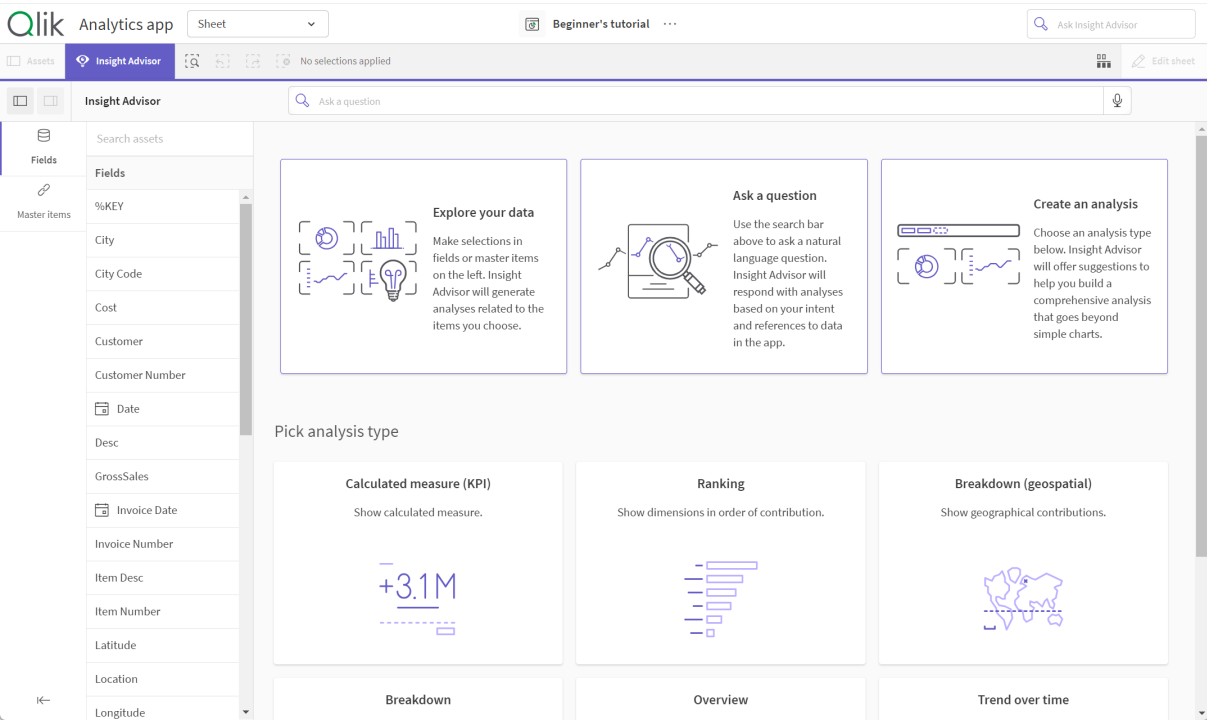 Qlik Analytics app Sheet Beginner's tutorial ··· Ask Insight Advisor
Assets Insight Advisor No selections applied Edit sheet
Insight Advisor Ask a question
Fields
Master items
Search assets
Fields
%KEY
City
City Code
Cost
Customer
Customer Number
Date
Desc
GrossSales
Invoice Date
Invoice Number
Item Desc
Item Number
Latitude
Location
Longitude
Explore your data
Make selections in
fields or master items
on the left. Insight
Advisor will generate
analyses related to the
items you choose.
Ask a question
Use the search bar
above to ask a natural
language question.
Insight Advisor will
respond with analyses
based on your intent
and references to data
in the app.
Create an analysis
Choose an analysis type
below. Insight Advisor
will offer suggestions to
help you build a
comprehensive analysis
that goes beyond
simple charts.
Pick analysis type
Calculated measure (KPI)
Show calculated measure.
+3.1M
Ranking
Show dimensions in order of contribution.
Breakdown (geospatial)
Show geographical contributions.
Breakdown
Overview
Trend over time